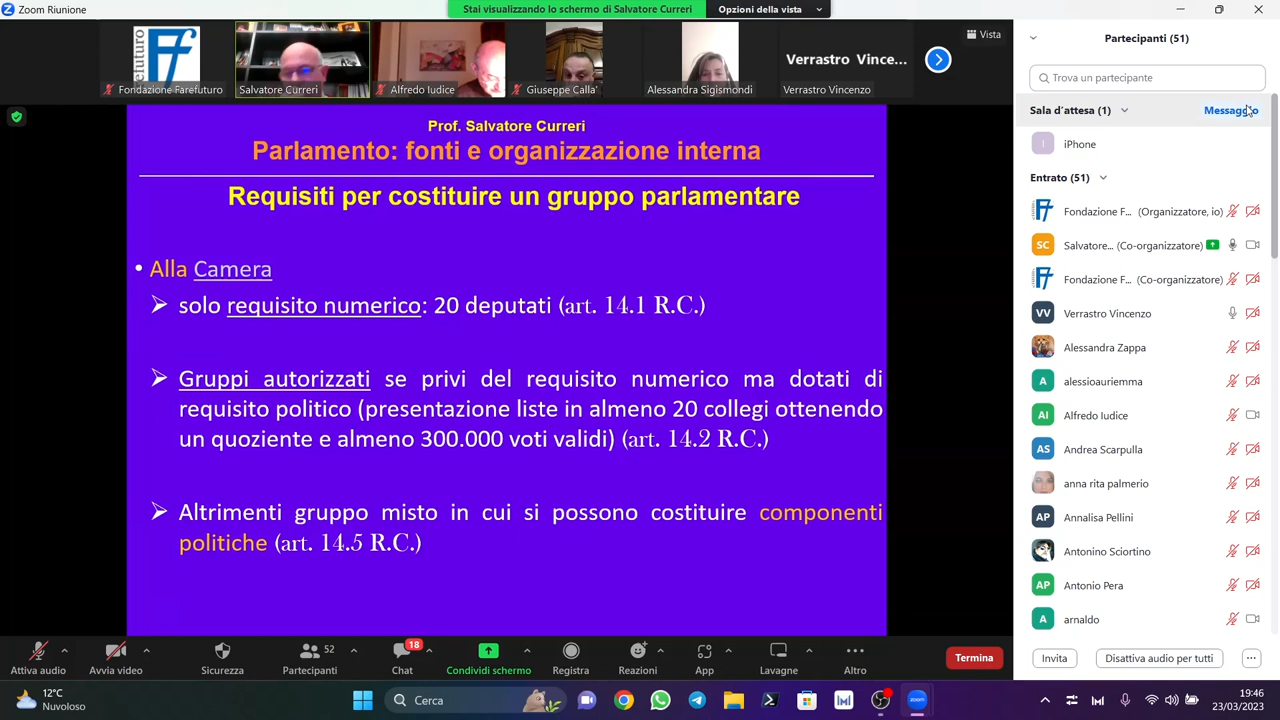 Zoom Riunione
Stai visualizzando lo schermo di Salvatore Curreri
Opzioni della vista
Vista
Fondazione Farefuturo
Salvatore Curreri
Alfredo Iudice
Giuseppe Calla'
Alessandra Sigismondi
Verrastro Vince...
Verrastro Vincenzo
Prof. Salvatore Curreri
Parlamento: fonti e organizzazione interna
Requisiti per costituire un gruppo parlamentare
• Alla Camera
➢ solo requisito numerico: 20 deputati (art. 14.1 R.C.)
➢ Gruppi autorizzati se privi del requisito numerico ma dotati di
requisito politico (presentazione liste in almeno 20 collegi ottenendo
un quoziente e almeno 300.000 voti validi) (art. 14.2 R.C.)
➢ Altrimenti gruppo misto in cui si possono costituire componenti
politiche (art. 14.5 R.C.)
Partecipanti (51)
Trova un partecipante
Sala d'attesa (1)
Messaggio
I iPhone
Entrato (51)
Fondazione F... (Organizzatore, io)
SC Salvatore... (Co-organizzatore)
Fondazione F... (Co-organizzatore)
VV Verrastro Vincenzo
Alessandra Zappa
A alessioauriemma
AI Alfredo Iudice
AS Andrea Scarpulla
anna rita palmerio
AP Annalisa Pellini
Antonino Sciortino
AP Antonio Pera
A arnaldo
Invita
Disattiva audio per tutti
...
Attiva audio
Avvia video
Sicurezza
52
Partecipanti
18
Chat
Condividi schermo
Registra
Reazioni
App
Lavagne
Altro
Termina
12°C
Nuvoloso
Cerca
zoom
19:46
23/03/2023